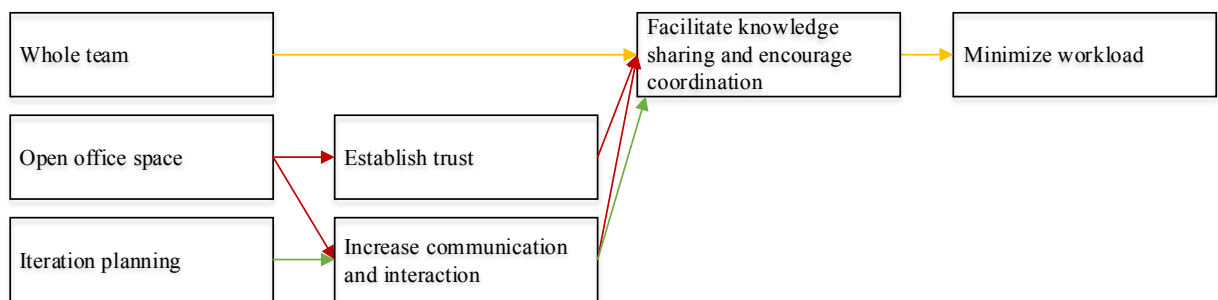 Whole team
Facilitate knowledge
sharing and encourage
coordination
Minimize workload
Open office space
Establish trust
Iteration planning
Increase communication
and interaction